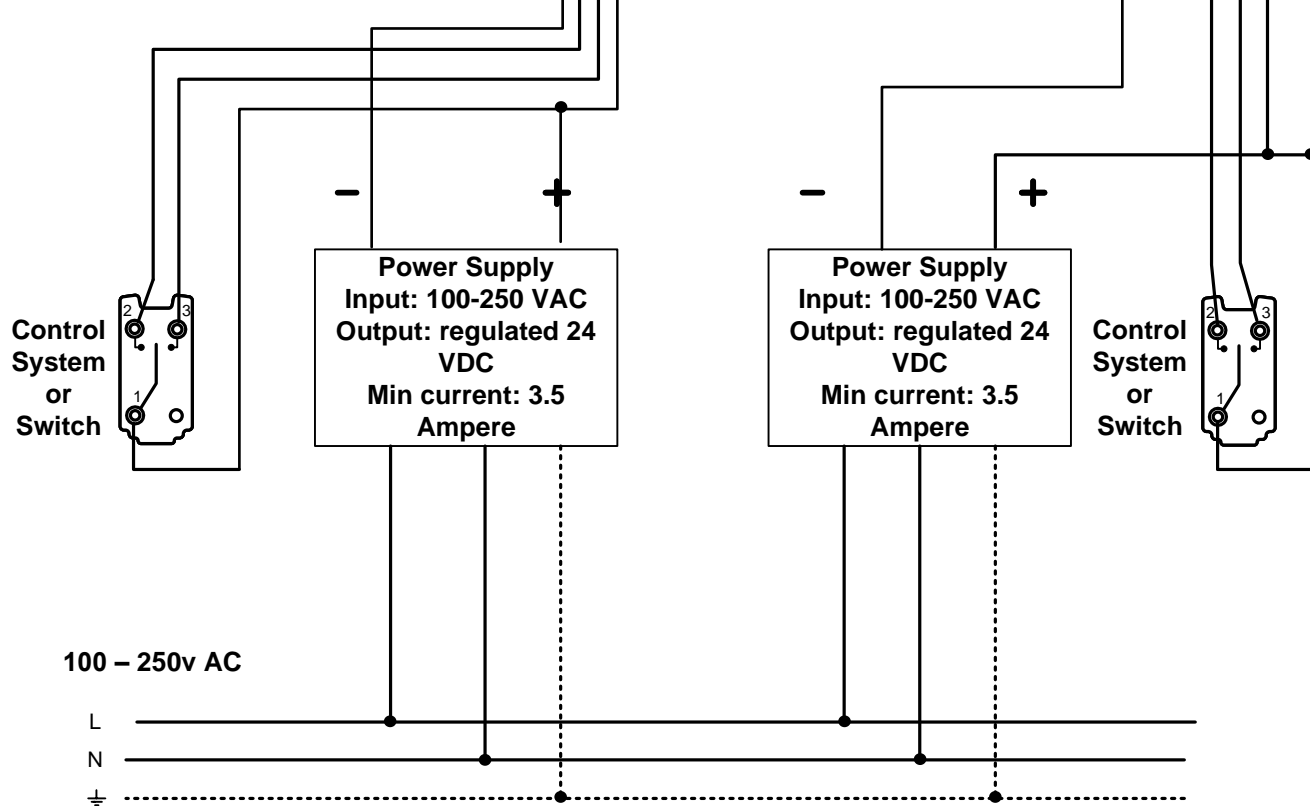 –
+
–
+
Power Supply
Input: 100-250 VAC
Output: regulated 24
VDC
Min current: 3.5
Ampere
Power Supply
Input: 100-250 VAC
Output: regulated 24
VDC
Min current: 3.5
Ampere
2
3
1
Control
System
or
Switch
2
3
1
Control
System
or
Switch
100 – 250v AC
L
N